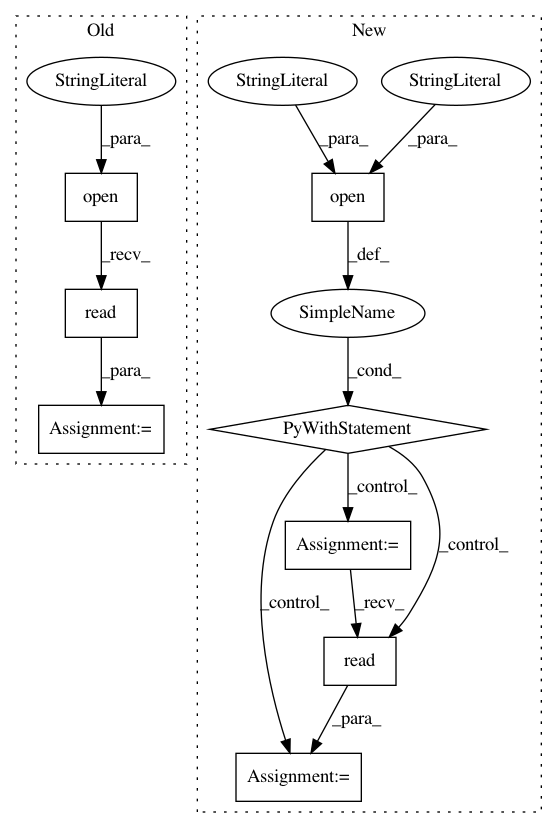 Old
New
StringLiteral
StringLiteral
StringLiteral
_para_
_para_
_para_
open
open
_recv_
_def_
read
SimpleName
_para_
_cond_
Assignment:=
PyWithStatement
_control_
Assignment:=
_control_
_control_
_recv_
read
_para_
Assignment:=